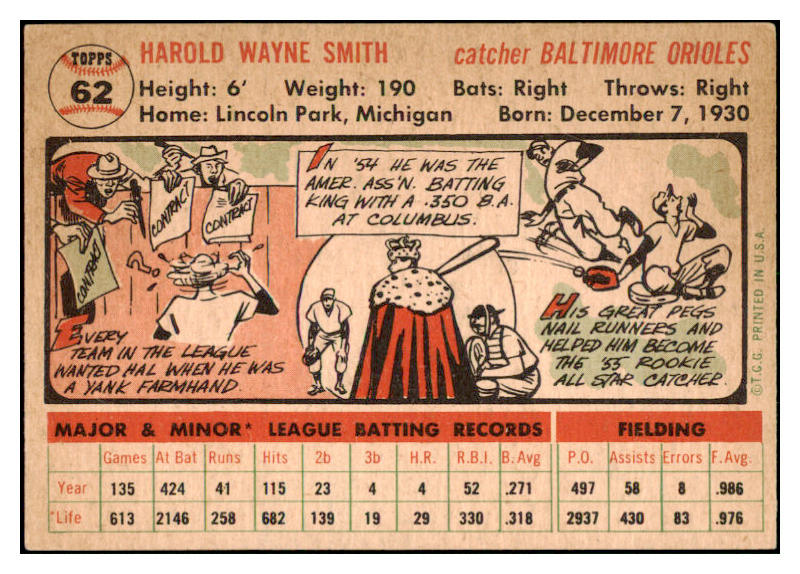 TOPPS
62
HAROLD WAYNE SMITH catcher BALTIMORE ORIOLES
Height: 6' Weight: 190 Bats: Right Throws: Right
Home: Lincoln Park, Michigan Born: December 7, 1930
CONTRACT
CONTRACT
CONTRACT
EVERY
TEAM IN THE LEAGUE
WANTED HAL WHEN HE WAS
A YANK FARMHAND.
IN '54 HE WAS THE
AMER. ASS'N. BATTING
KING WITH A .350 B.A.
AT COLUMBUS.
HIS GREAT PEGS
NAIL RUNNERS AND
HELPED HIM BECOME
THE '55 ROOKIE
ALL STAR CATCHER.
©T.C.G. PRINTED IN U.S.A.
MAJOR & MINOR* LEAGUE BATTING RECORDS FIELDING
Games At Bat Runs Hits 2b 3b H.R. R.B.I. B. Avg P.O. Assists Errors F. Avg.
Year 135 424 41 115 23 4 4 52 .271 497 58 8 .986
*Life 613 2146 258 682 139 19 29 330 .318 2937 430 83 .976